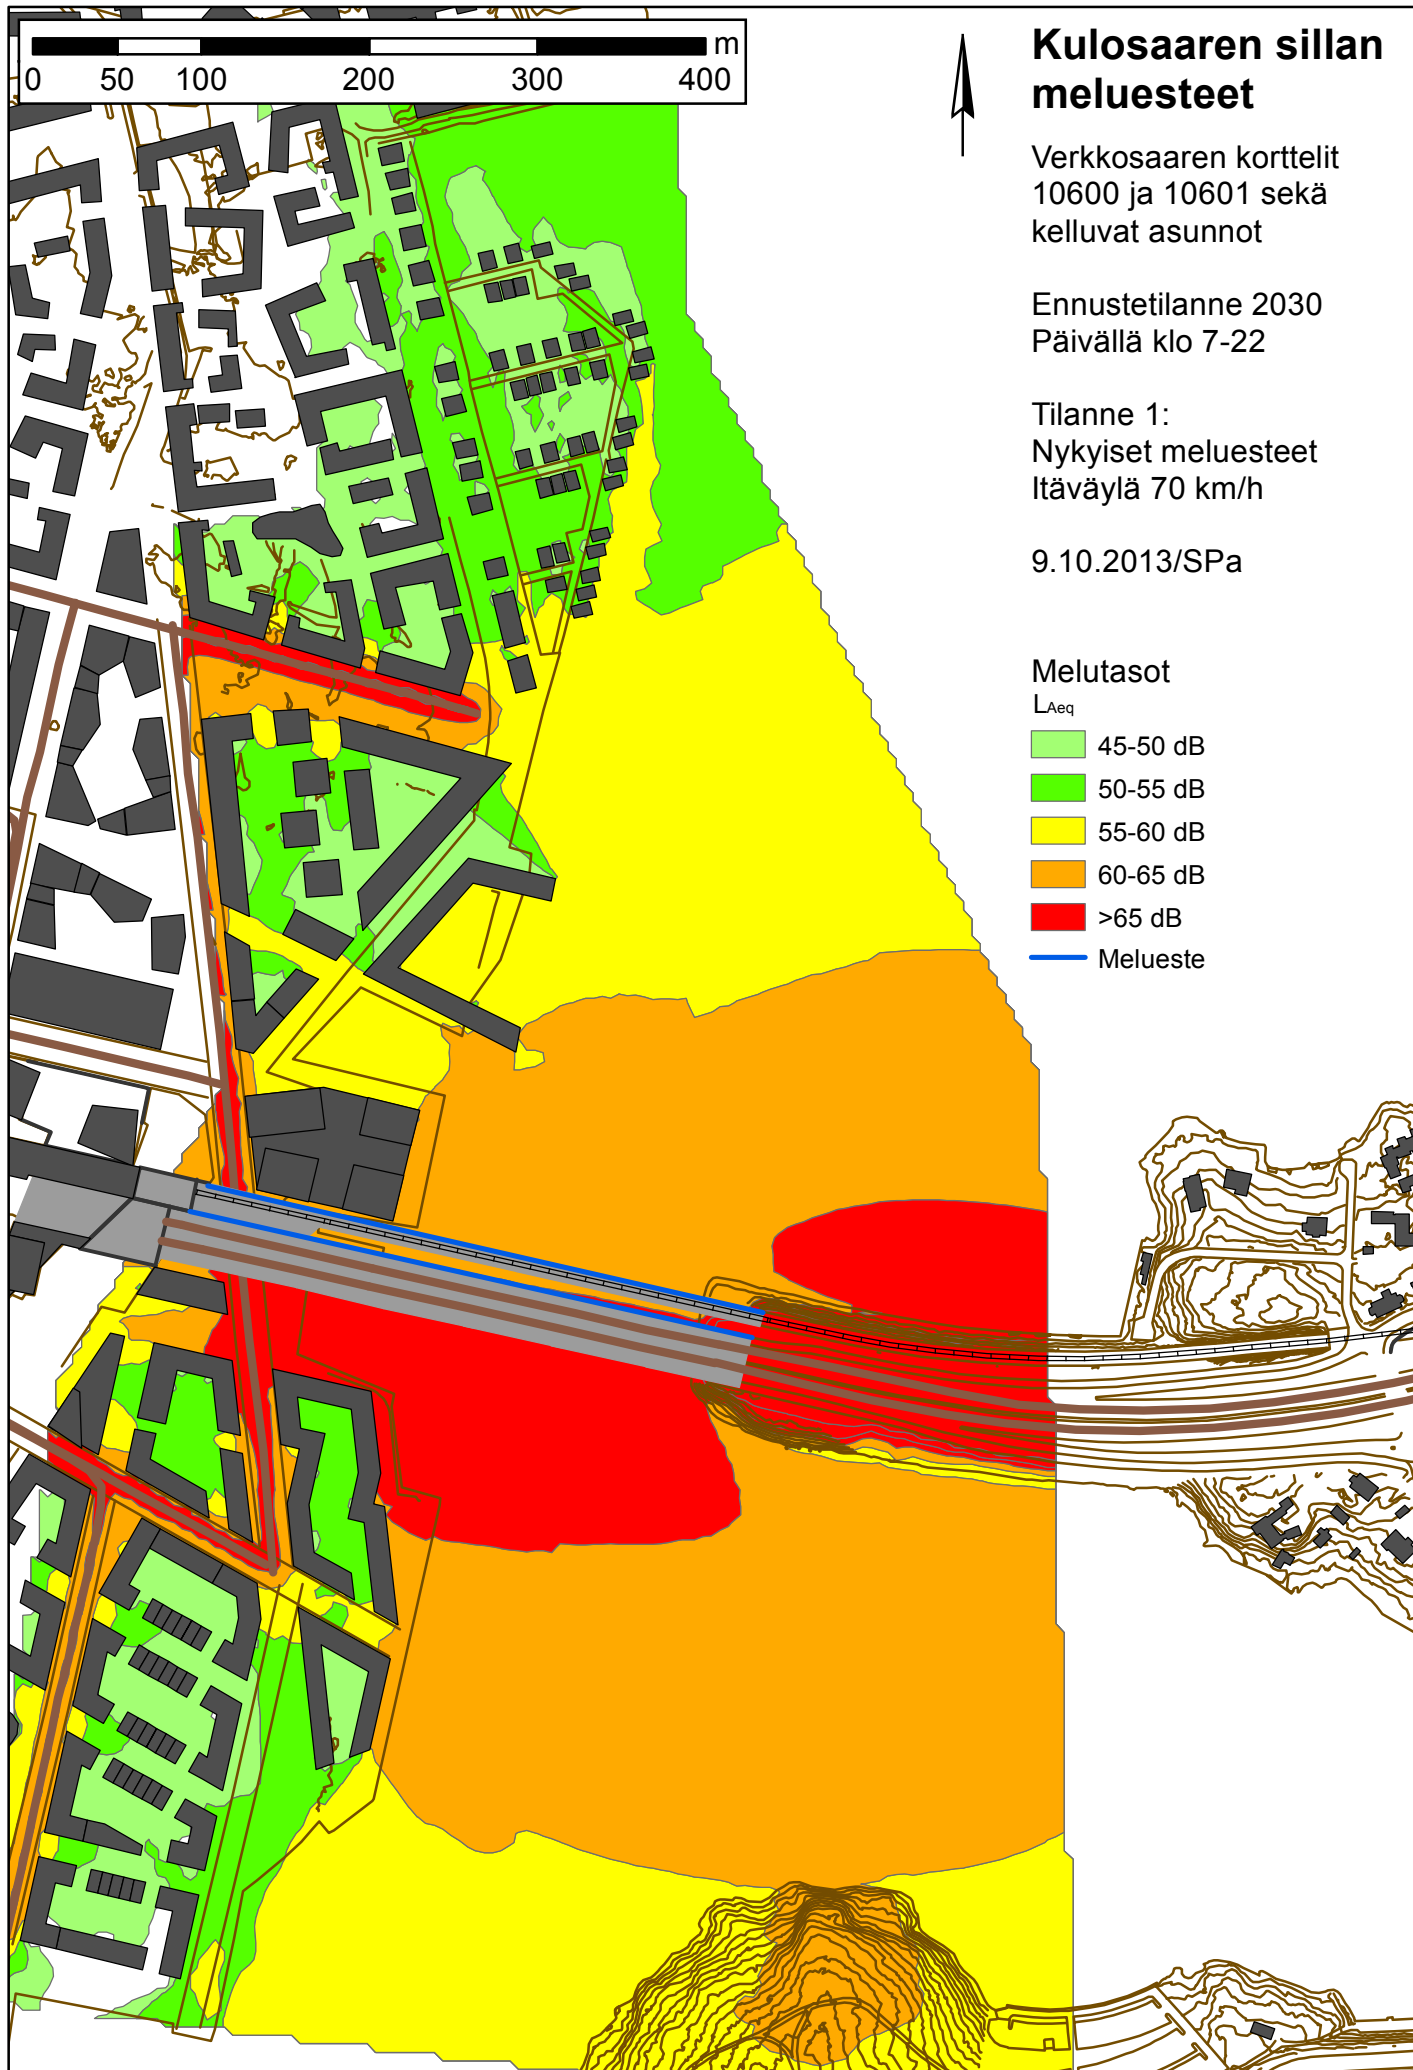 0 50 100 200 300 400 m
Kulosaaren sillan
meluesteet
Verkkosaaren korttelit
10600 ja 10601 sekä
kelluvat asunnot
Ennustetilanne 2030
Päivällä klo 7-22
Tilanne 1:
Nykyiset meluesteet
Itäväylä 70 km/h
9.10.2013/SPa
Melutasot
LAeq
45-50 dB
50-55 dB
55-60 dB
60-65 dB
>65 dB
Melueste